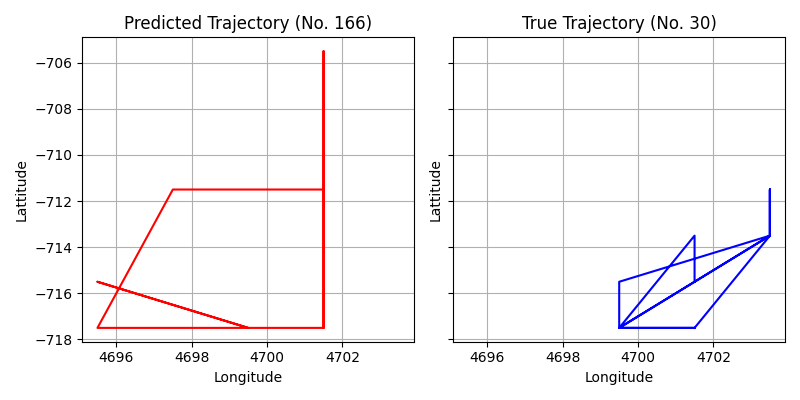 Predicted Trajectory (No. 166)
True Trajectory (No. 30)
Lattitude
−706
−708
−710
−712
−714
−716
−718
4696
4698
4700
4702
Longitude
Lattitude
4696
4698
4700
4702
Longitude